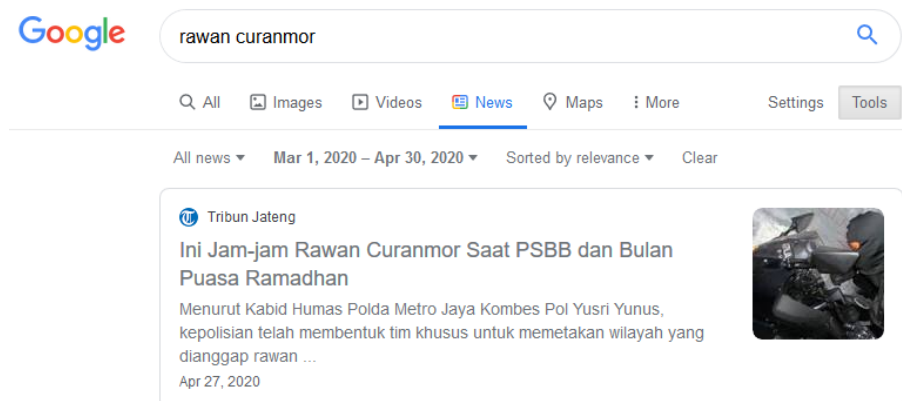 Google
rawan curanmor
All Images Videos News Maps More Settings Tools
All news Mar 1, 2020 – Apr 30, 2020 Sorted by relevance Clear
Tribun Jateng
Ini Jam-jam Rawan Curanmor Saat PSBB dan Bulan
Puasa Ramadhan
Menurut Kabid Humas Polda Metro Jaya Kombes Pol Yusri Yunus,
kepolisian telah membentuk tim khusus untuk memetakan wilayah yang
dianggap rawan ...
Apr 27, 2020